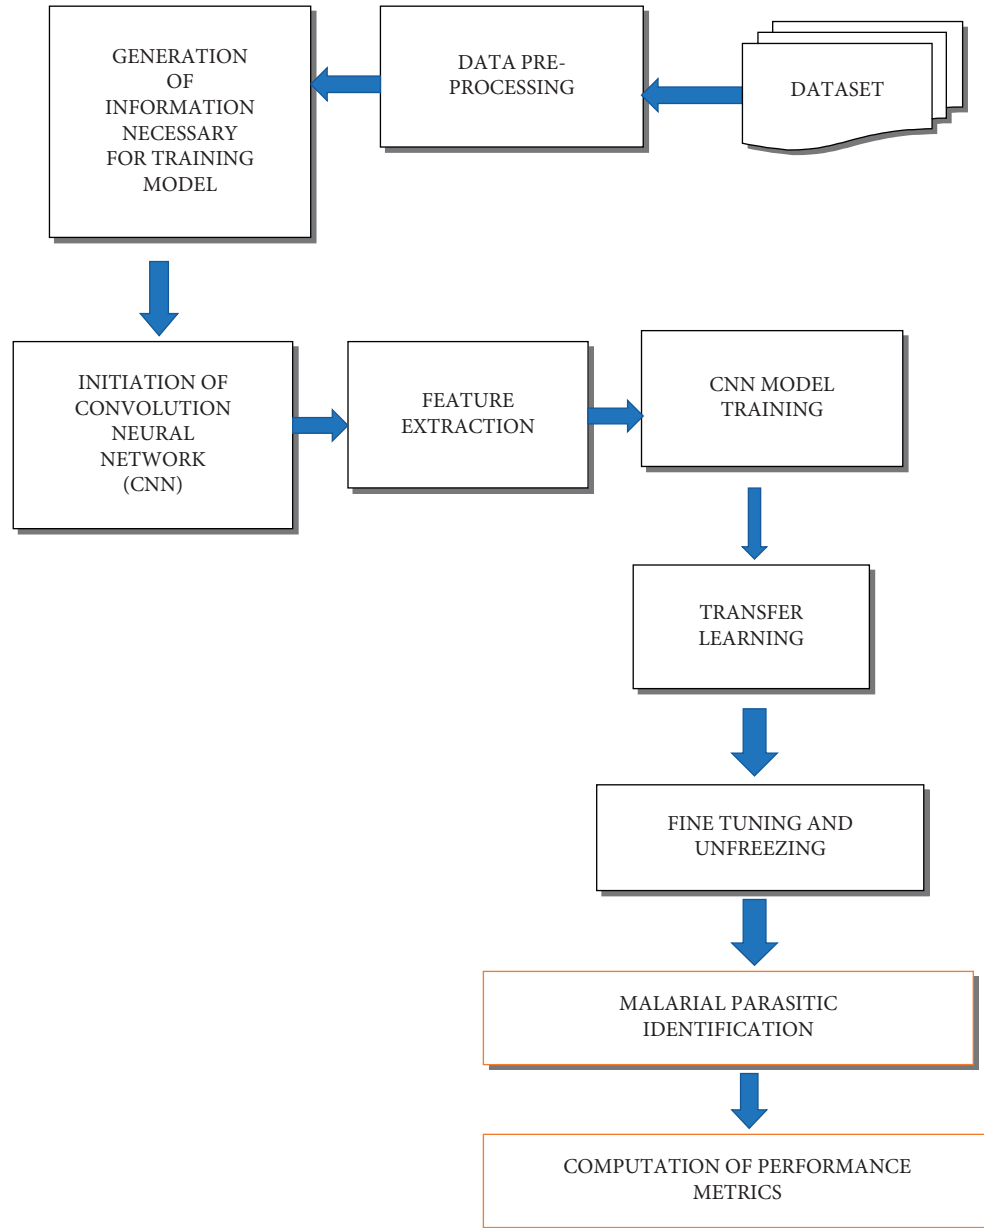 GENERATION
OF
INFORMATION
NECESSARY
FOR TRAINING
MODEL
DATA PRE-
PROCESSING
DATASET
INITIATION OF
CONVOLUTION
NEURAL
NETWORK
(CNN)
FEATURE
EXTRACTION
CNN MODEL
TRAINING
TRANSFER
LEARNING
FINE TUNING AND
UNFREEZING
MALARIAL PARASITIC
IDENTIFICATION
COMPUTATION OF PERFORMANCE
METRICS